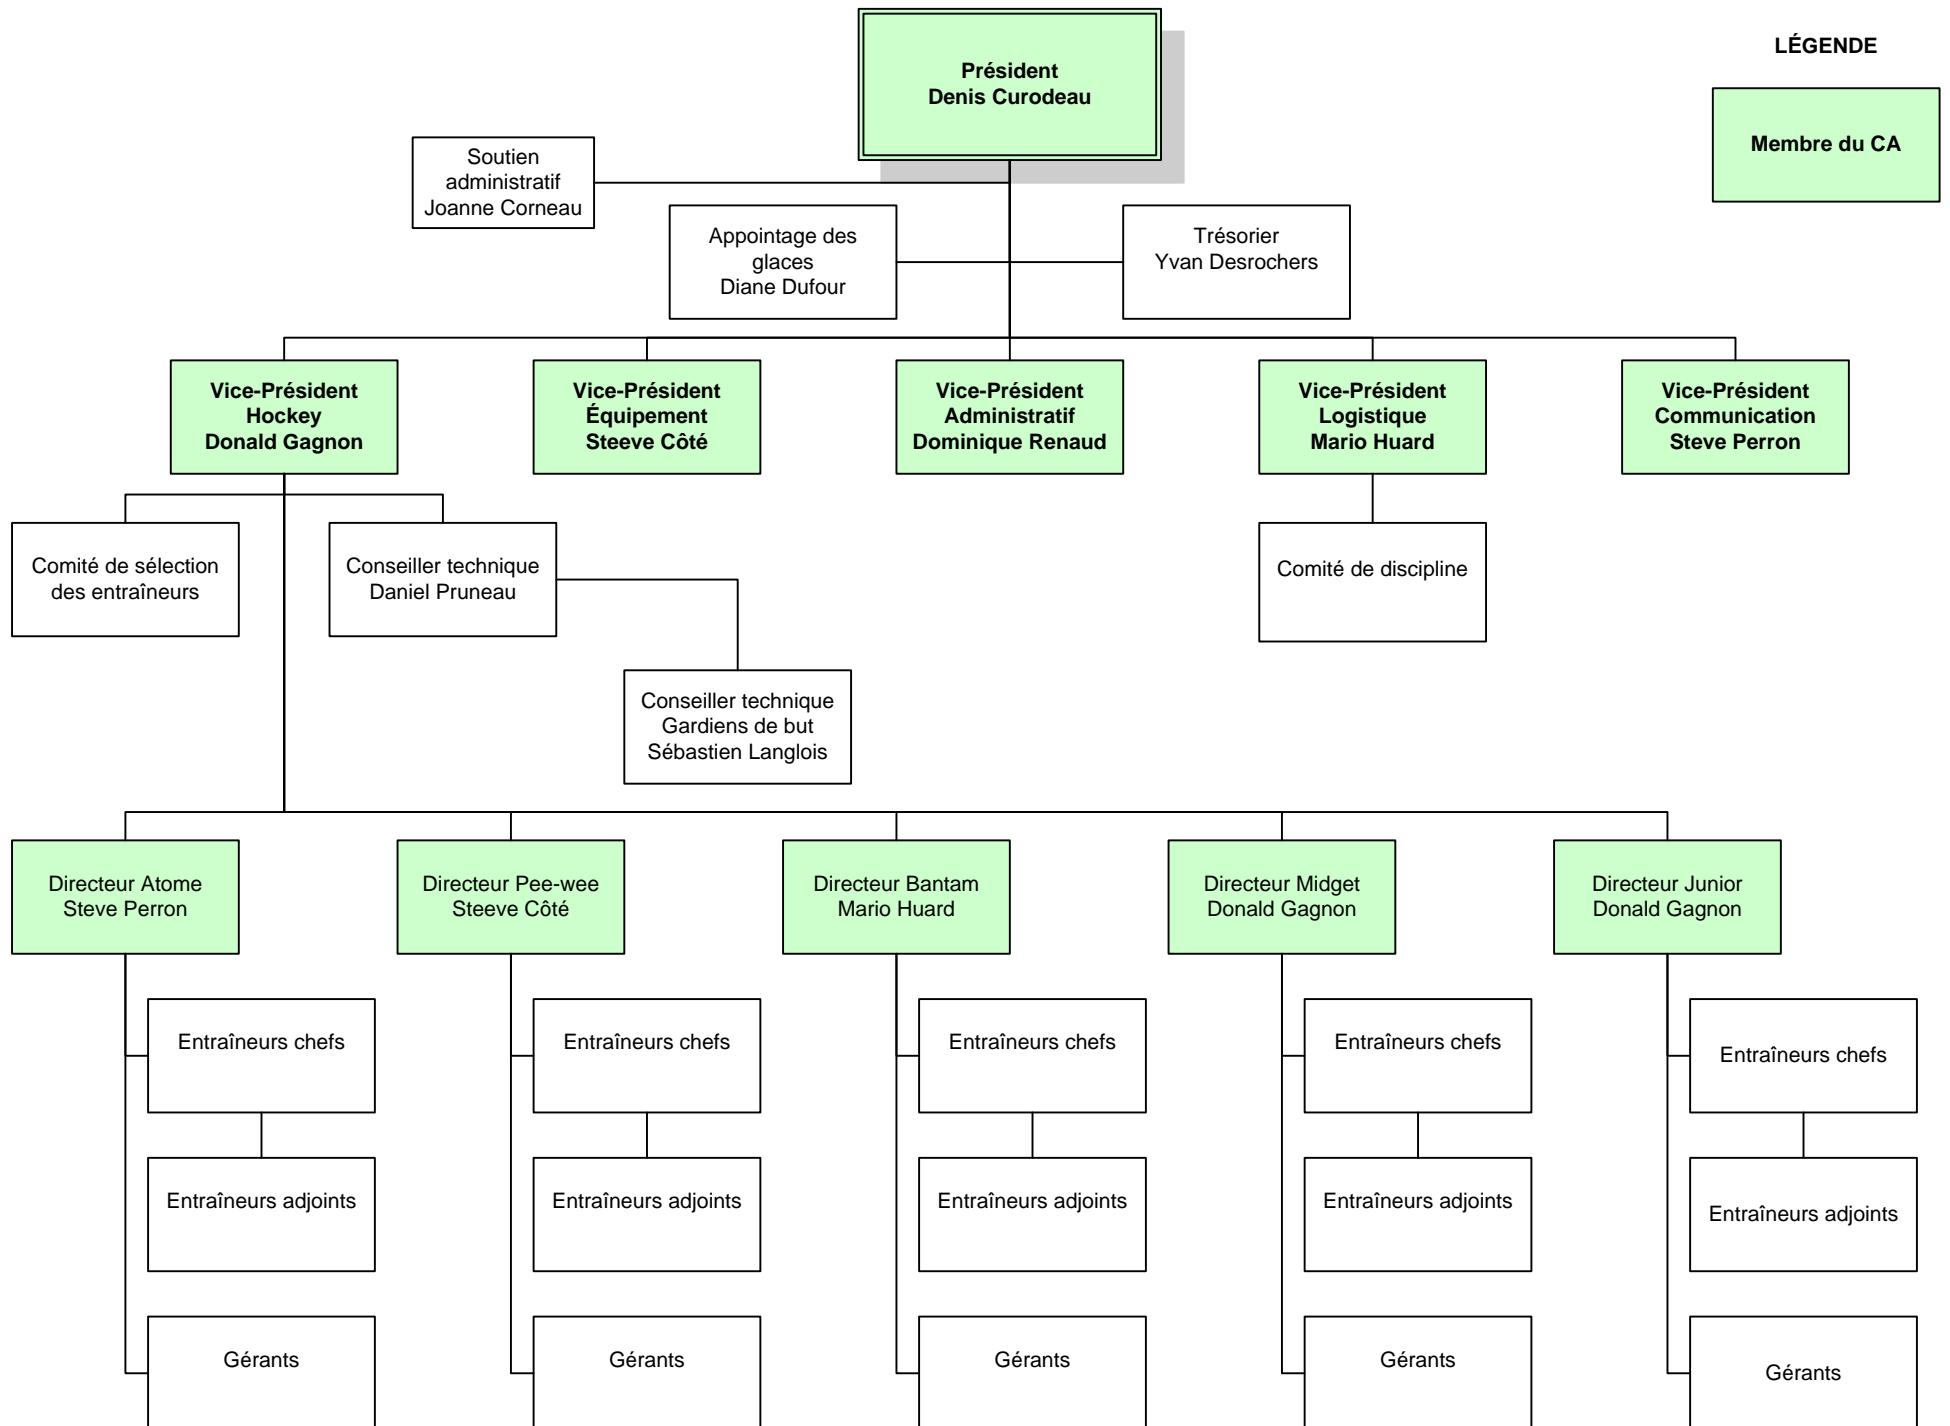 Président
Denis Curodeau
LÉGENDE
Membre du CA
Soutien
administratif
Joanne Corneau
Appointage des
glaces
Diane Dufour
Trésorier
Yvan Desrochers
Vice-Président
Hockey
Donald Gagnon
Vice-Président
Équipement
Steeve Côté
Vice-Président
Administratif
Dominique Renaud
Vice-Président
Logistique
Mario Huard
Vice-Président
Communication
Steve Perron
Comité de sélection
des entraîneurs
Conseiller technique
Daniel Pruneau
Comité de discipline
Conseiller technique
Gardiens de but
Sébastien Langlois
Directeur Atome
Steve Perron
Directeur Pee-wee
Steeve Côté
Directeur Bantam
Mario Huard
Directeur Midget
Donald Gagnon
Directeur Junior
Donald Gagnon
Entraîneurs chefs
Entraîneurs chefs
Entraîneurs chefs
Entraîneurs chefs
Entraîneurs chefs
Entraîneurs adjoints
Entraîneurs adjoints
Entraîneurs adjoints
Entraîneurs adjoints
Entraîneurs adjoints
Gérants
Gérants
Gérants
Gérants
Gérants